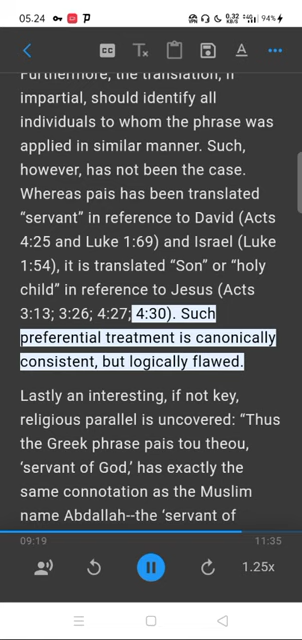 05.24
0,32
KB/S
94%
CC
Furthermore, the translation, if
impartial, should identify all
individuals to whom the phrase was
applied in similar manner. Such,
however, has not been the case.
Whereas pais has been translated
“servant” in reference to David (Acts
4:25 and Luke 1:69) and Israel (Luke
1:54), it is translated “Son” or “holy
child” in reference to Jesus (Acts
3:13; 3:26; 4:27; 4:30). Such
preferential treatment is canonically
consistent, but logically flawed.
Lastly an interesting, if not key,
religious parallel is uncovered: “Thus
the Greek phrase pais tou theou,
‘servant of God,’ has exactly the
same connotation as the Muslim
name Abdallah--the ‘servant of
09:19
11:35
1.25x